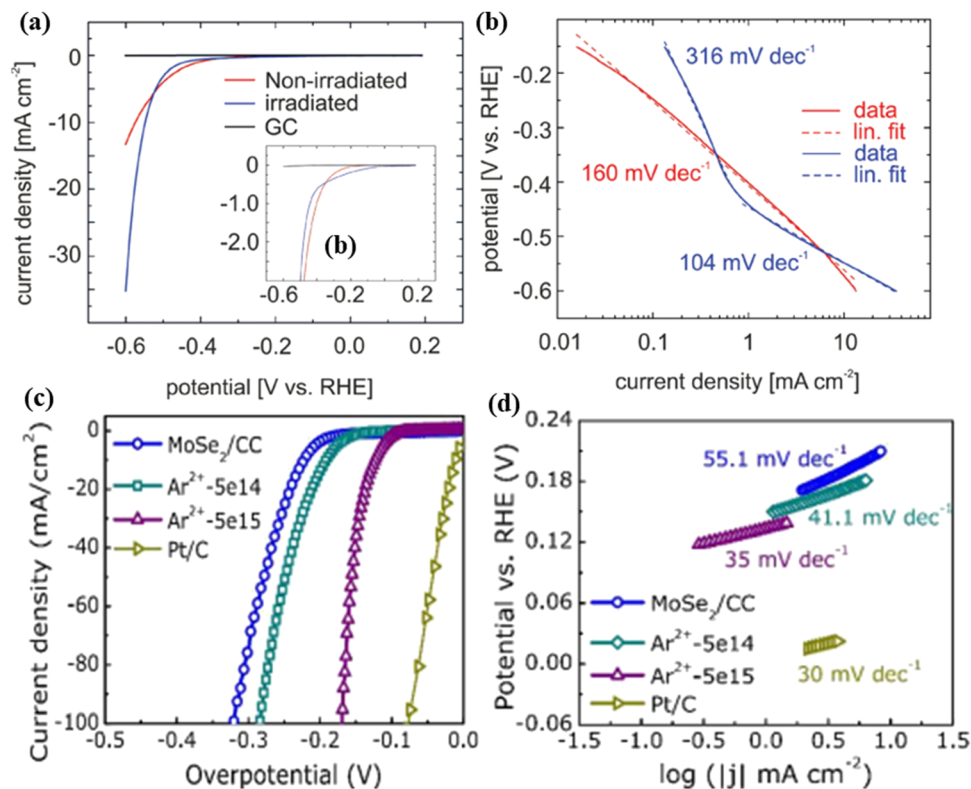 (a)
current density [mA cm⁻²]
0
-5
-10
-15
-20
-25
-30
-35
Non-irradiated
irradiated
GC
0
-1.0
-2.0
(b)
-0.6
-0.2
0.2
-0.6
-0.4
-0.2
0.0
0.2
potential [V vs. RHE]
(b)
potential [V vs. RHE]
-0.2
-0.3
-0.4
-0.5
-0.6
316 mV dec⁻¹
160 mV dec⁻¹
104 mV dec⁻¹
data
lin. fit
data
lin. fit
0.01
0.1
1
10
current density [mA cm⁻²]
(c)
Current density (mA/cm²)
0
-20
-40
-60
-80
-100
MoSe₂/CC
Ar²⁺-5e14
Ar²⁺-5e15
Pt/C
-0.5
-0.4
-0.3
-0.2
-0.1
0.0
Overpotential (V)
(d)
Potential vs. RHE (V)
0.24
0.18
0.12
0.06
0.00
-0.06
55.1 mV dec⁻¹
41.1 mV dec⁻¹
35 mV dec⁻¹
MoSe₂/CC
Ar²⁺-5e14
Ar²⁺-5e15
Pt/C
30 mV dec⁻¹
-1.5
-1.0
-0.5
0.0
0.5
1.0
1.5
log (|j| mA cm⁻²)